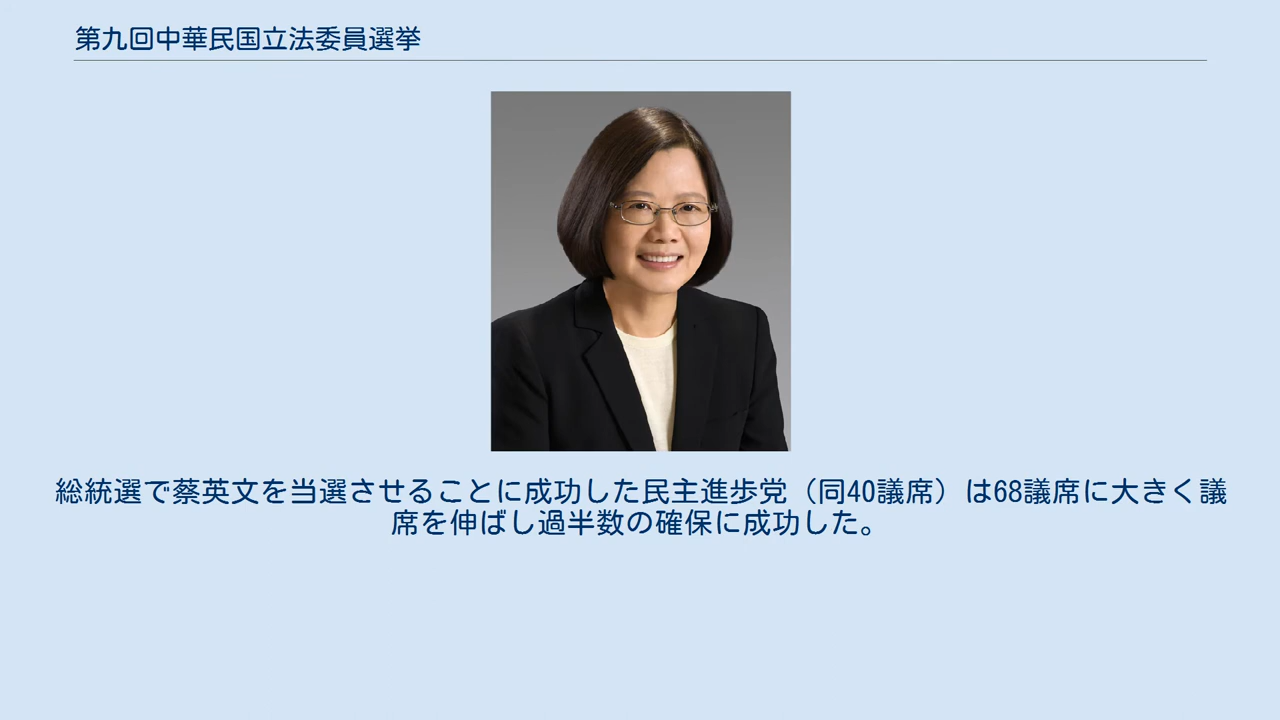 第九回中華民国立法委員選挙
総統選で蔡英文を当選させることに成功した民主進歩党（同40議席）は68議席に大きく議
席を伸ばし過半数の確保に成功した。